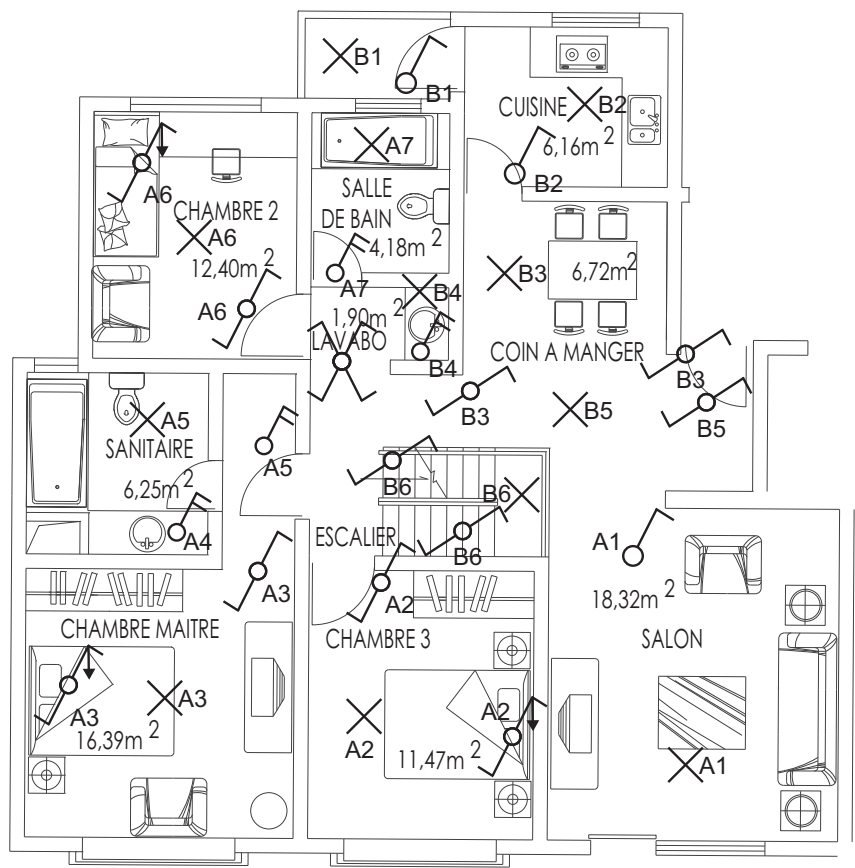 B1
B1
CUISINE B2
6,16m 2
B2
A7
SALLE
DE BAIN
4,18m 2
A7
A6
CHAMBRE 2
A6
12,40m 2
A6
B3
6,72m2
B4
1,90m 2
LAVABO
B4
COIN A MANGER
B3
B3
B5
B5
A5
SANITAIRE
6,25m 2
A5
A4
B6
B6
B6
ESCALIER
A1
18,32m 2
SALON
A1
A3
CHAMBRE MAITRE
A3
A3
16,39m 2
A2
CHAMBRE 3
A2
A2
11,47m 2